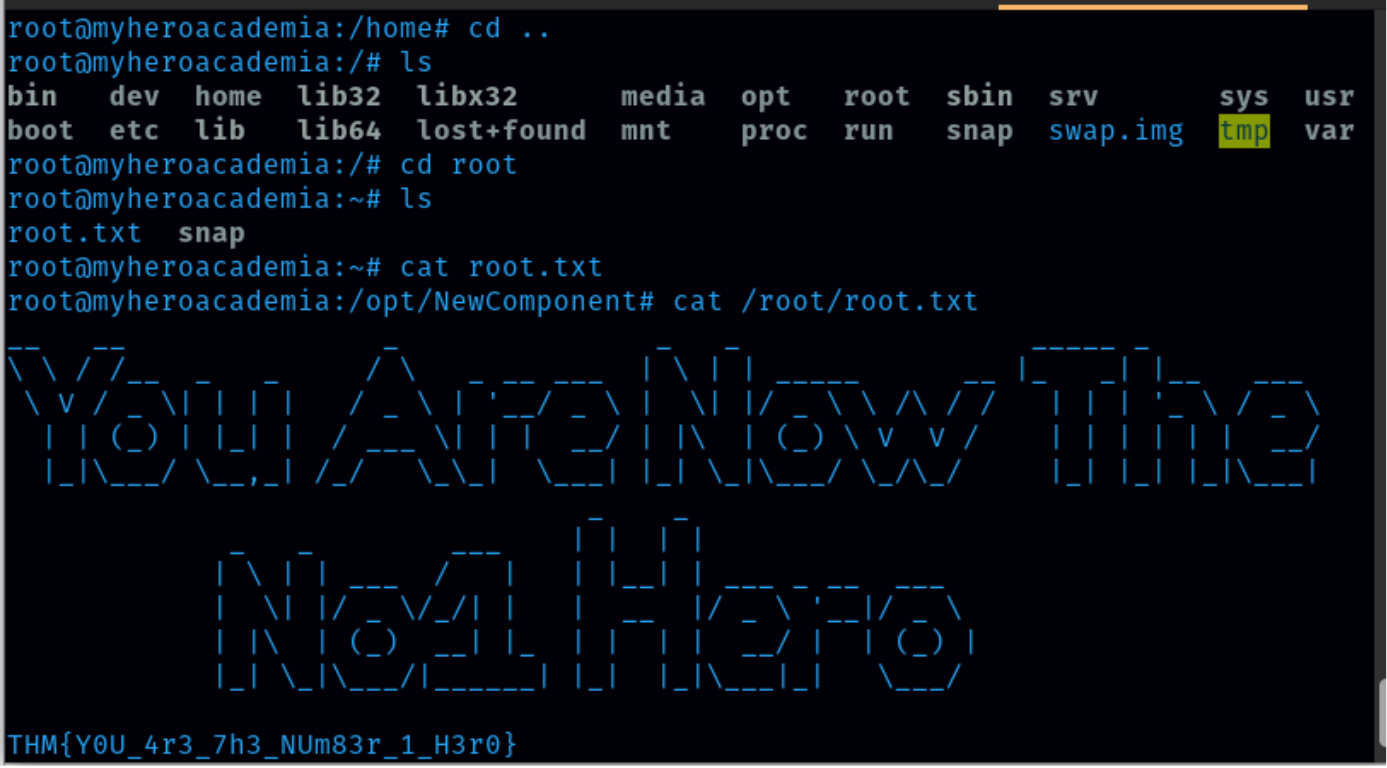 root@myheroacademia:/home# cd ..
root@myheroacademia:/# ls
bin   dev  home  lib32  libx32      media  opt   root  sbin  srv       sys  usr
boot  etc  lib   lib64  lost+found  mnt    proc  run   snap  swap.img  tmp  var
root@myheroacademia:/# cd root
root@myheroacademia:~# ls
root.txt  snap
root@myheroacademia:~# cat root.txt
root@myheroacademia:/opt/NewComponent# cat /root/root.txt
You Are Now The
No1 Hero
THM{Y0U_4r3_7h3_NUm83r_1_H3r0}